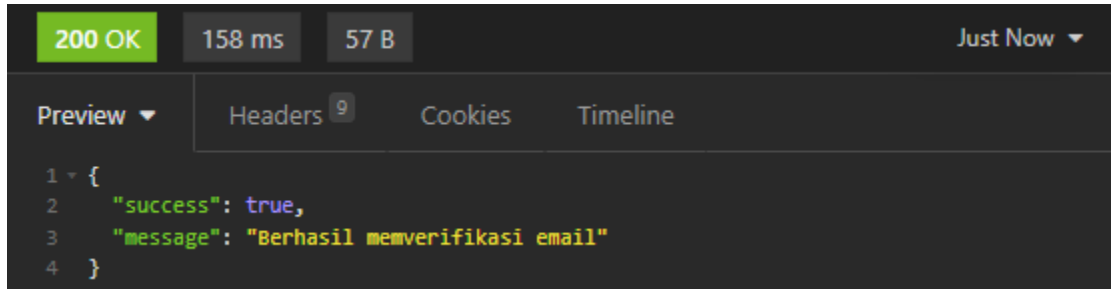 200 OK 158 ms 57 B Just Now
Preview Headers 9 Cookies Timeline
1 {
2 "success": true,
3 "message": "Berhasil memverifikasi email"
4 }